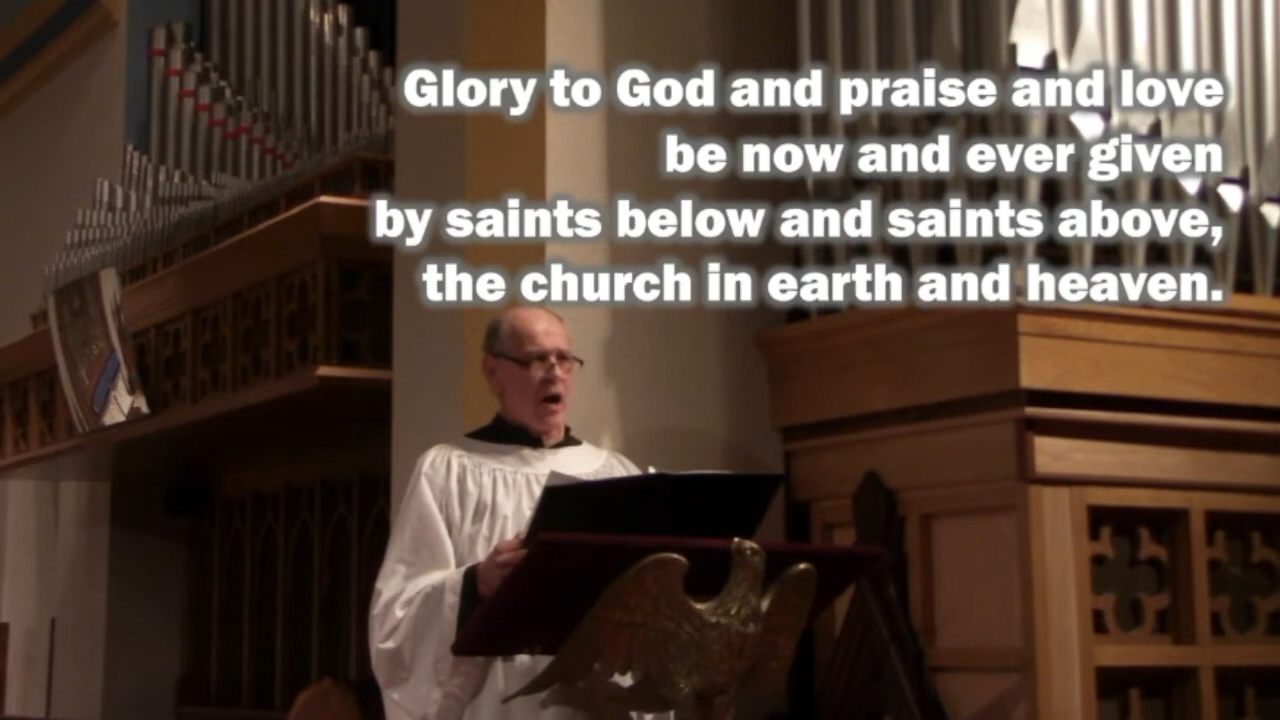 Glory to God and praise and love
be now and ever given
by saints below and saints above,
the church in earth and heaven.